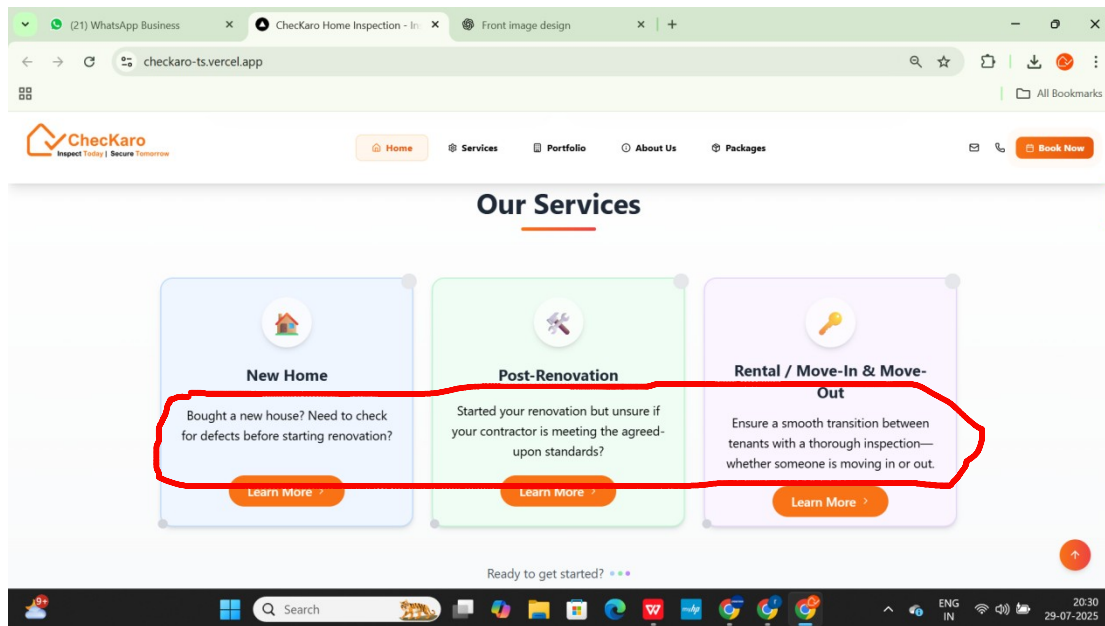 (21) WhatsApp Business
ChecKaro Home Inspection - In
Front image design
checkaro-ts.vercel.app
All Bookmarks
ChecKaro
Inspect Today | Secure Tomorrow
Home
Services
Portfolio
About Us
Packages
Book Now
Our Services
New Home
Bought a new house? Need to check
for defects before starting renovation?
Learn More
Post-Renovation
Started your renovation but unsure if
your contractor is meeting the agreed-
upon standards?
Learn More
Rental / Move-In & Move-
Out
Ensure a smooth transition between
tenants with a thorough inspection—
whether someone is moving in or out.
Learn More
Ready to get started?
9+
Search
W
ENG
IN
20:30
29-07-2025